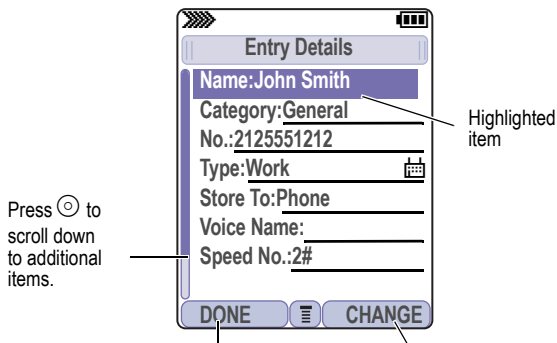 Entry Details
Name:John Smith
Category:General
No.:2125551212
Type:Work
Store To:Phone
Voice Name:
Speed No.:2#
DONE
CHANGE
Highlighted
item
Press to
scroll down
to additional
items.